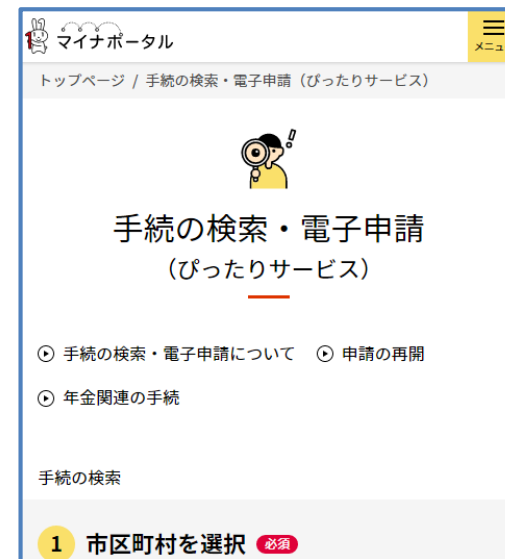 マイナポータル
メニュー
トップページ / 手続の検索・電子申請（ぴったりサービス）
手続の検索・電子申請
（ぴったりサービス）
手続の検索・電子申請について 申請の再開
年金関連の手続
手続の検索
1 市区町村を選択 必須